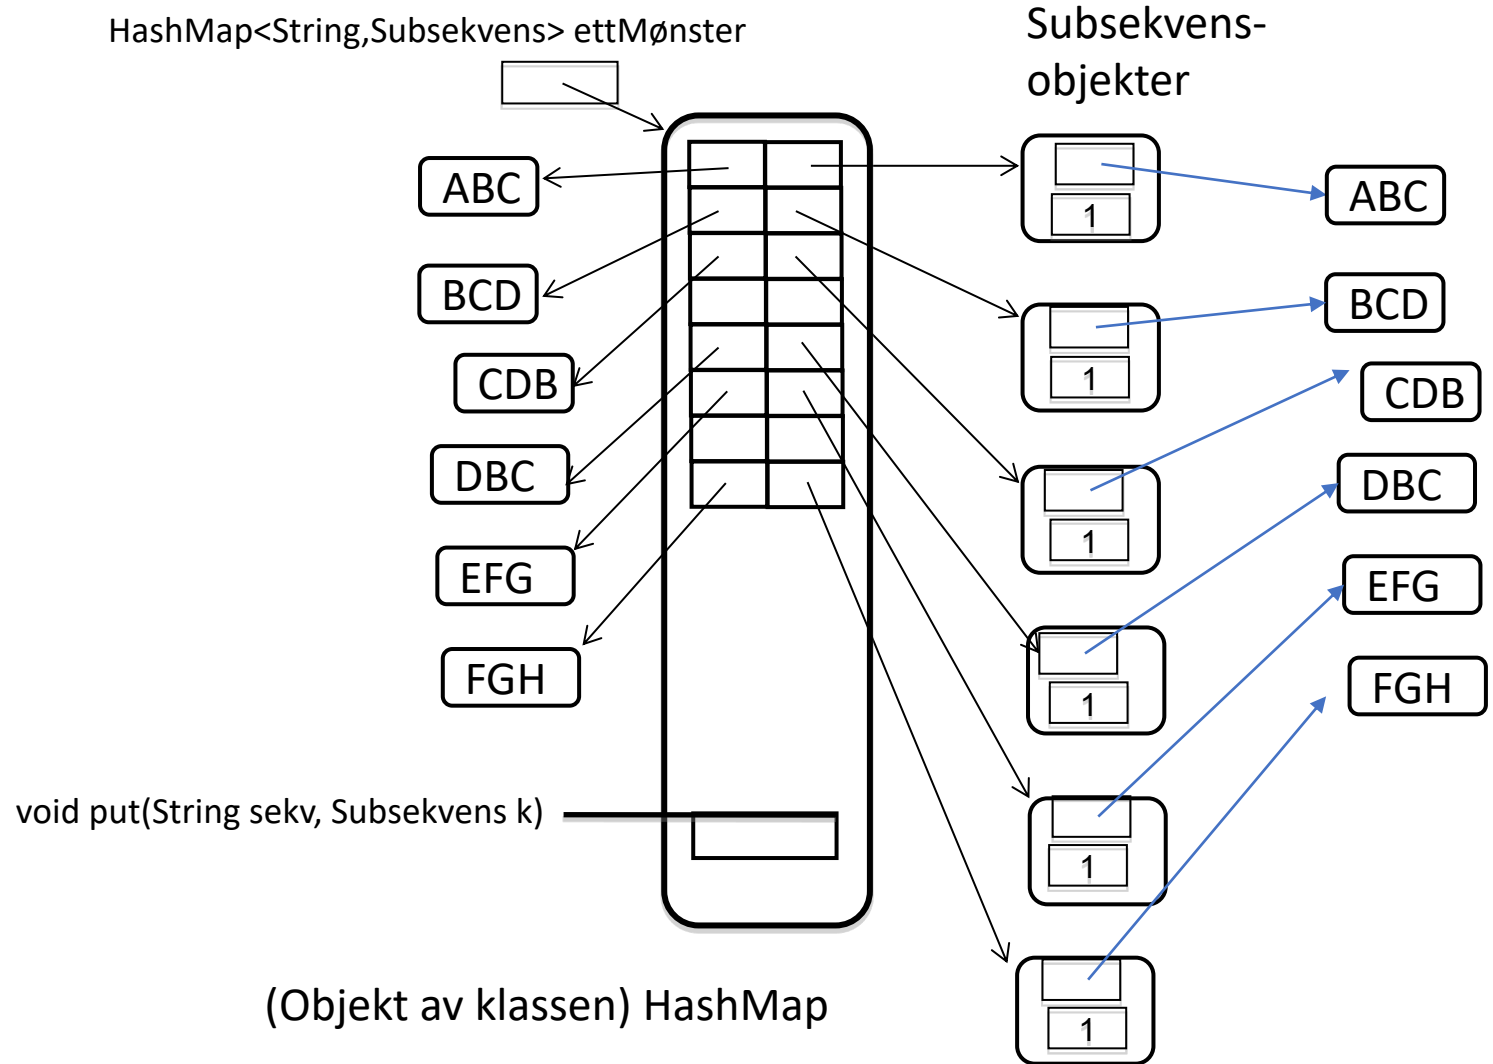 HashMap<String,Subsekvens> ettMønster
Subsekvens-
objekter
ABC
BCD
CDB
DBC
EFG
FGH
1
1
1
1
1
1
ABC
BCD
CDB
DBC
EFG
FGH
void put(String sekv, Subsekvens k)
(Objekt av klassen) HashMap